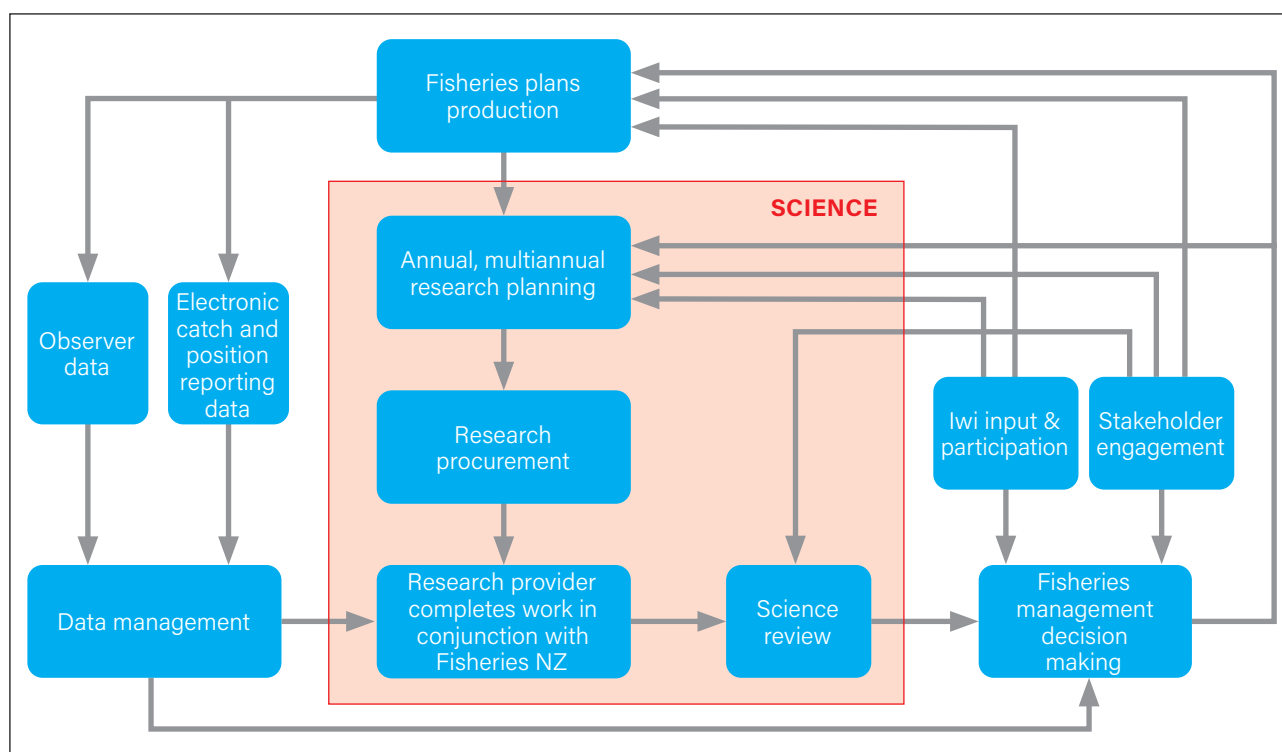 Fisheries plans
production
SCIENCE
Annual, multiannual
research planning
Observer
data
Electronic
catch and
position
reporting
data
Research
procurement
Iwi input &
participation
Stakeholder
engagement
Data management
Research provider
completes work in
conjunction with
Fisheries NZ
Science
review
Fisheries
management
decision
making